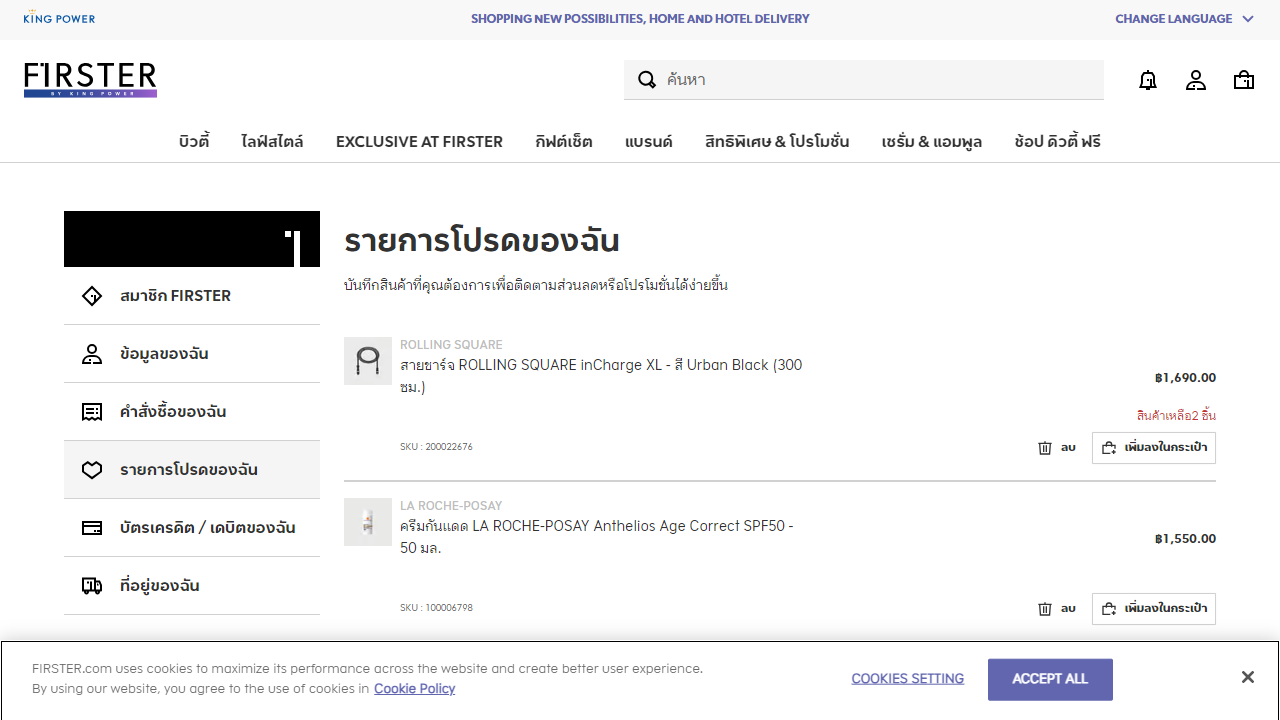 KING POWER
SHOPPING NEW POSSIBILITIES, HOME AND HOTEL DELIVERY
CHANGE LANGUAGE
FIRSTER
BY KING POWER
ค้นหา
บิวตี้
ไลฟ์สไตล์
EXCLUSIVE AT FIRSTER
กิฟต์เซ็ต
แบรนด์
สิทธิพิเศษ & โปรโมชั่น
เซรั่ม & แอมพูล
ช้อป ดิวตี้ ฟรี
สมาชิก FIRSTER
ข้อมูลของฉัน
คำสั่งซื้อของฉัน
รายการโปรดของฉัน
บัตรเครดิต / เดบิตของฉัน
ที่อยู่ของฉัน
รายการโปรดของฉัน
บันทึกสินค้าที่คุณต้องการเพื่อติดตามส่วนลดหรือโปรโมชั่นได้ง่ายขึ้น
ROLLING SQUARE
สายชาร์จ ROLLING SQUARE inCharge XL - สี Urban Black (300
ซม.)
฿1,690.00
สินค้าเหลือ2 ชิ้น
SKU : 200022676
ลบ
เพิ่มลงในกระเป๋า
LA ROCHE-POSAY
ครีมกันแดด LA ROCHE-POSAY Anthelios Age Correct SPF50 -
50 มล.
฿1,550.00
SKU : 100006798
ลบ
เพิ่มลงในกระเป๋า
FIRSTER.com uses cookies to maximize its performance across the website and create better user experience.
By using our website, you agree to the use of cookies in Cookie Policy
COOKIES SETTING
ACCEPT ALL